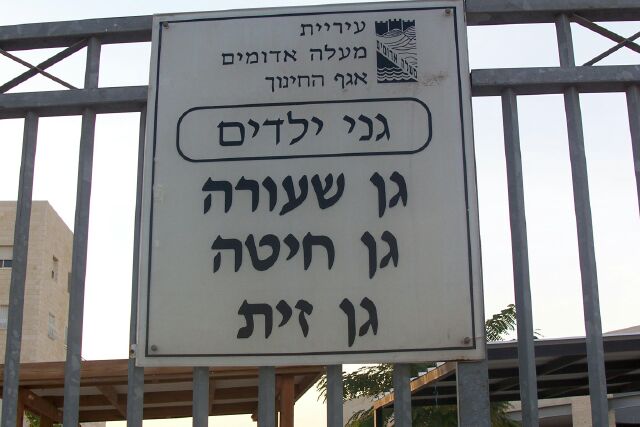 עיריית
מעלה אדומים
אגף החינוך
גני ילדים
גן שעורה
גן חיטה
גן זית